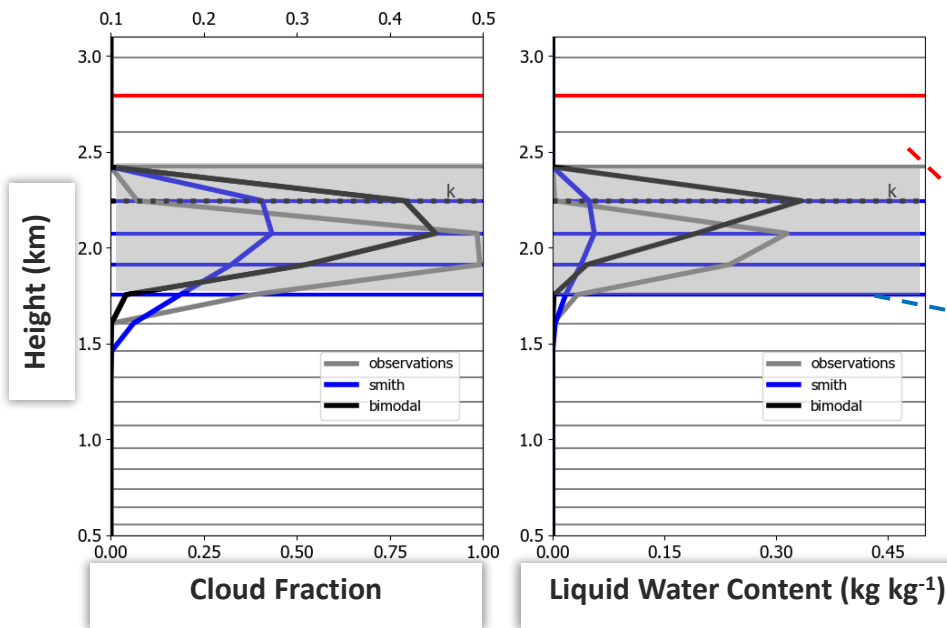 0.1 0.2 0.3 0.4 0.5
3.0 3.0
2.5 2.5
k k
2.0 2.0
Height (km)
1.5 1.5
observations observations
smith smith
bimodal bimodal
1.0 1.0
0.5 0.5
0.00 0.25 0.50 0.75 1.00 0.00 0.15 0.30 0.45
Cloud Fraction Liquid Water Content (kg kg⁻¹)